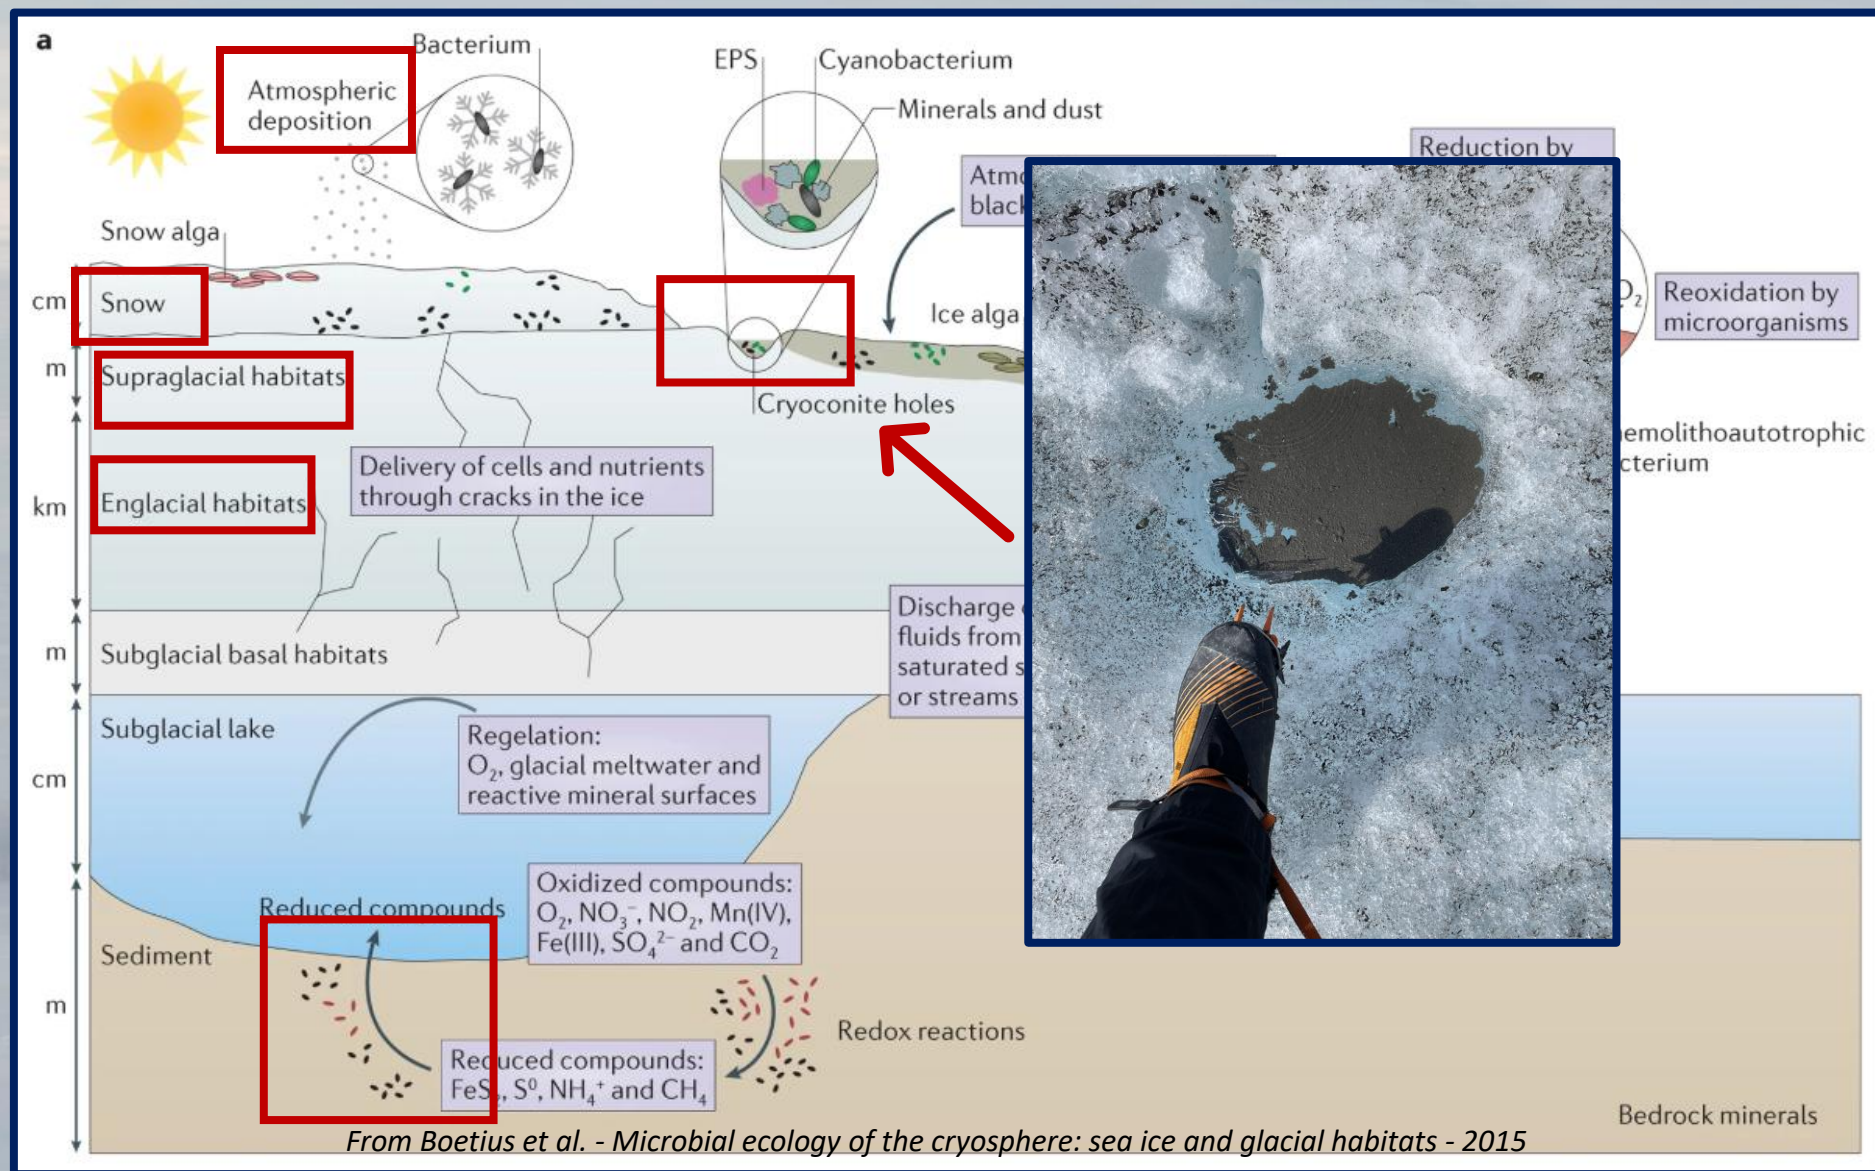 a
Bacterium
Atmospheric
deposition
EPS
Cyanobacterium
Minerals and dust
Reduction by
Snow alga
cm
Snow
Ice alga
O₂
Reoxidation by
microorganisms
m
Supraglacial habitats
Cryoconite holes
km
Englacial habitats
Delivery of cells and nutrients
through cracks in the ice
m
Subglacial basal habitats
Discharge
fluids from
saturated
or streams
Subglacial lake
cm
Regelation:
O₂, glacial meltwater and
reactive mineral surfaces
Reduced compounds
Oxidized compounds:
O₂, NO₃⁻, NO₂, Mn(IV),
Fe(III), SO₄²⁻ and CO₂
Sediment
m
Redox reactions
Reduced compounds:
FeS₂, S⁰, NH₄⁺ and CH₄
Bedrock minerals
From Boetius et al. - Microbial ecology of the cryosphere: sea ice and glacial habitats - 2015